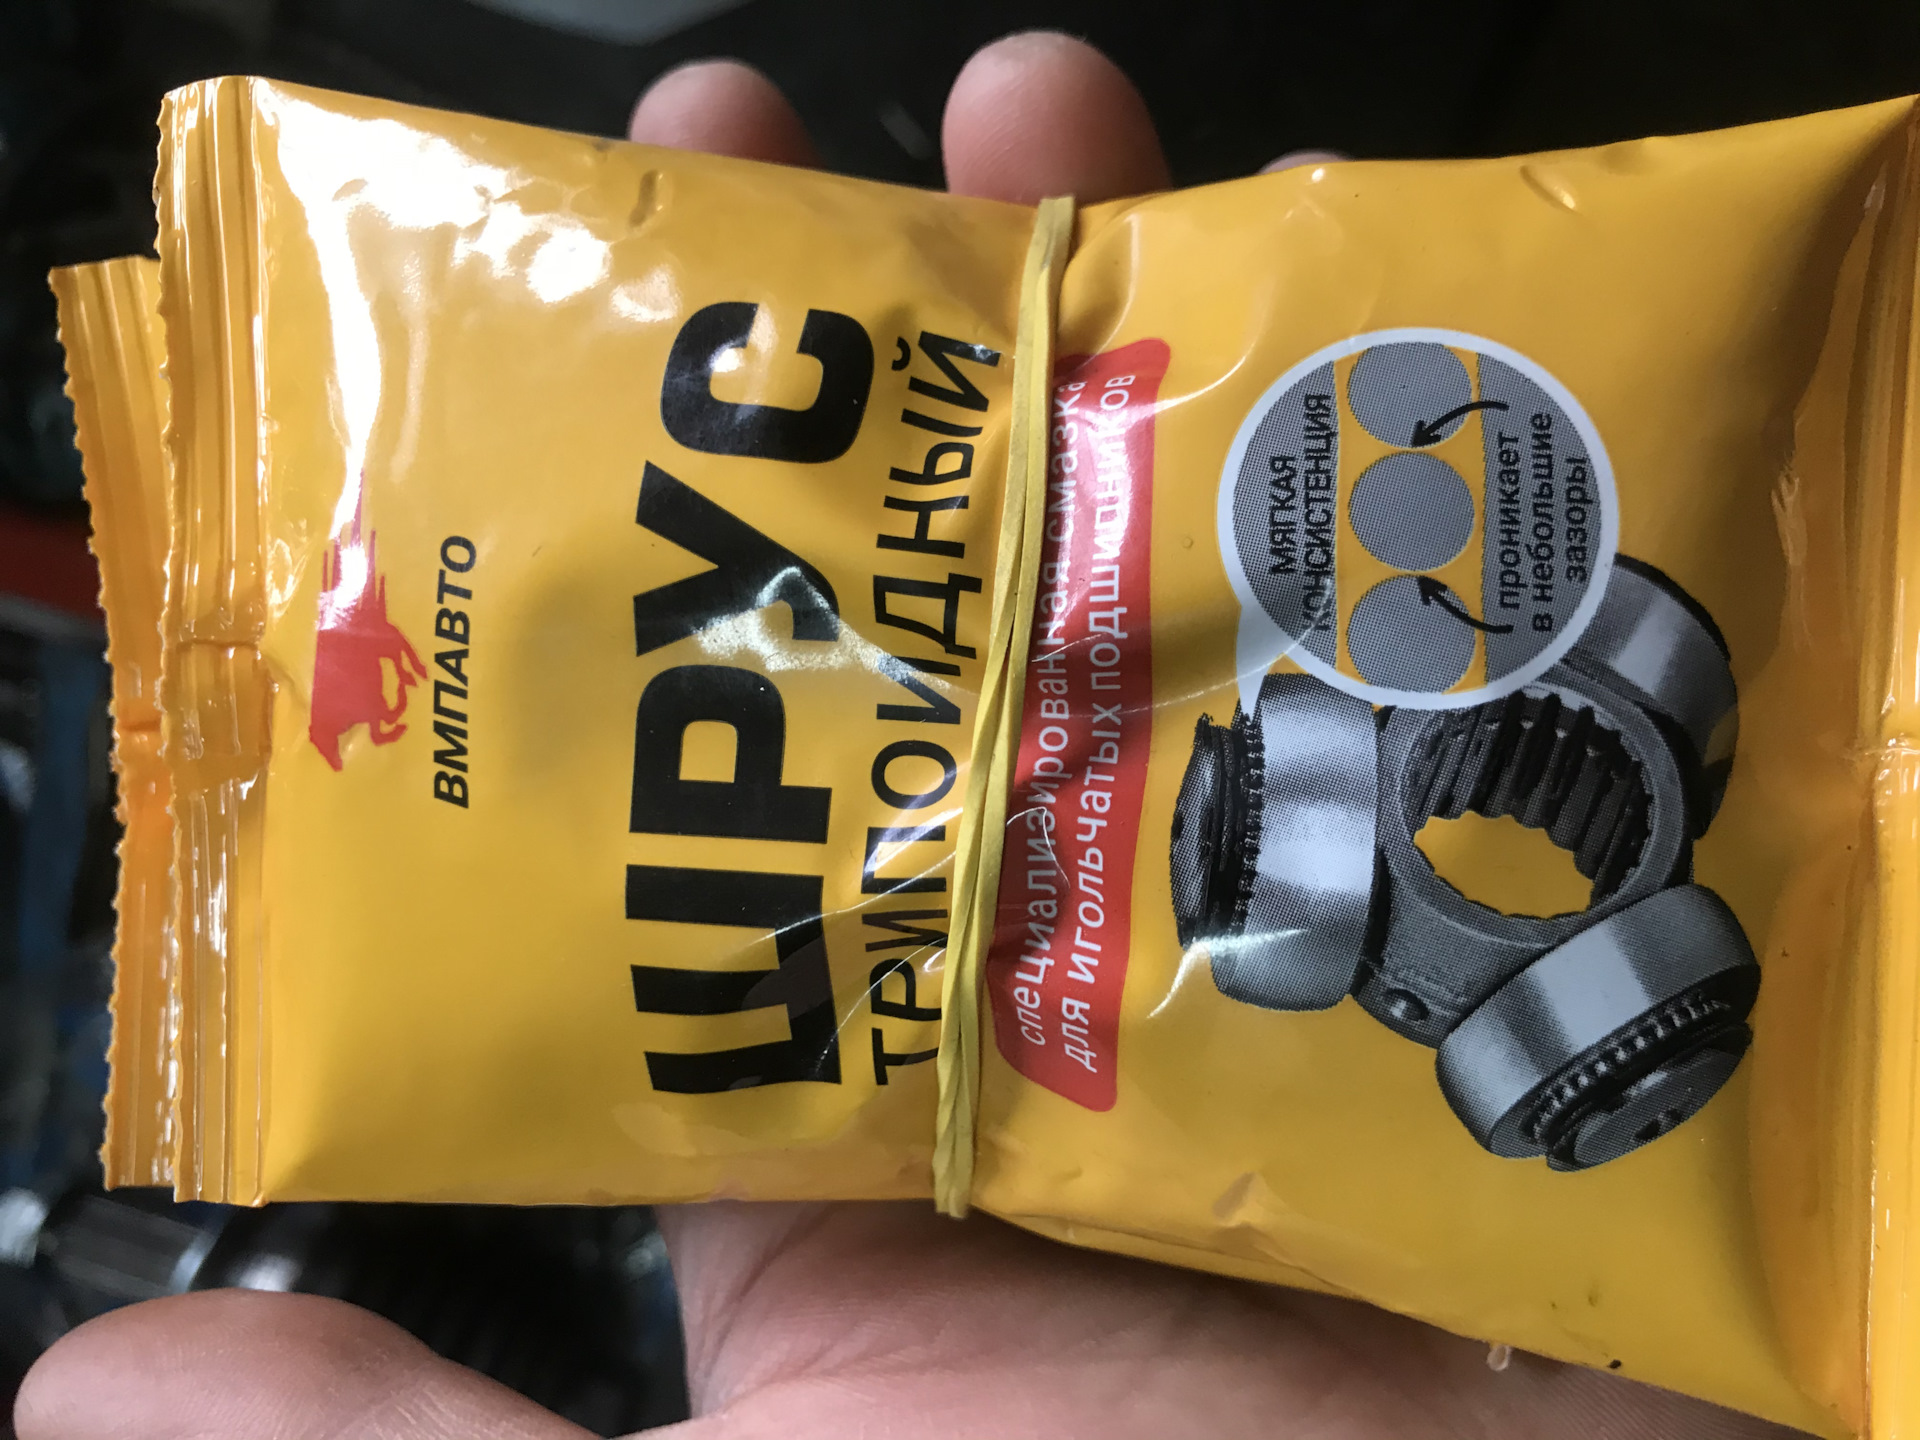 ВМПАВТО
ШРУС
ТРИПОИДНЫЙ
специализированная смазка
для игольчатых подшипников
МЯГКАЯ
КОНСИСТЕНЦИЯ
проникает
в небольшие
зазоры